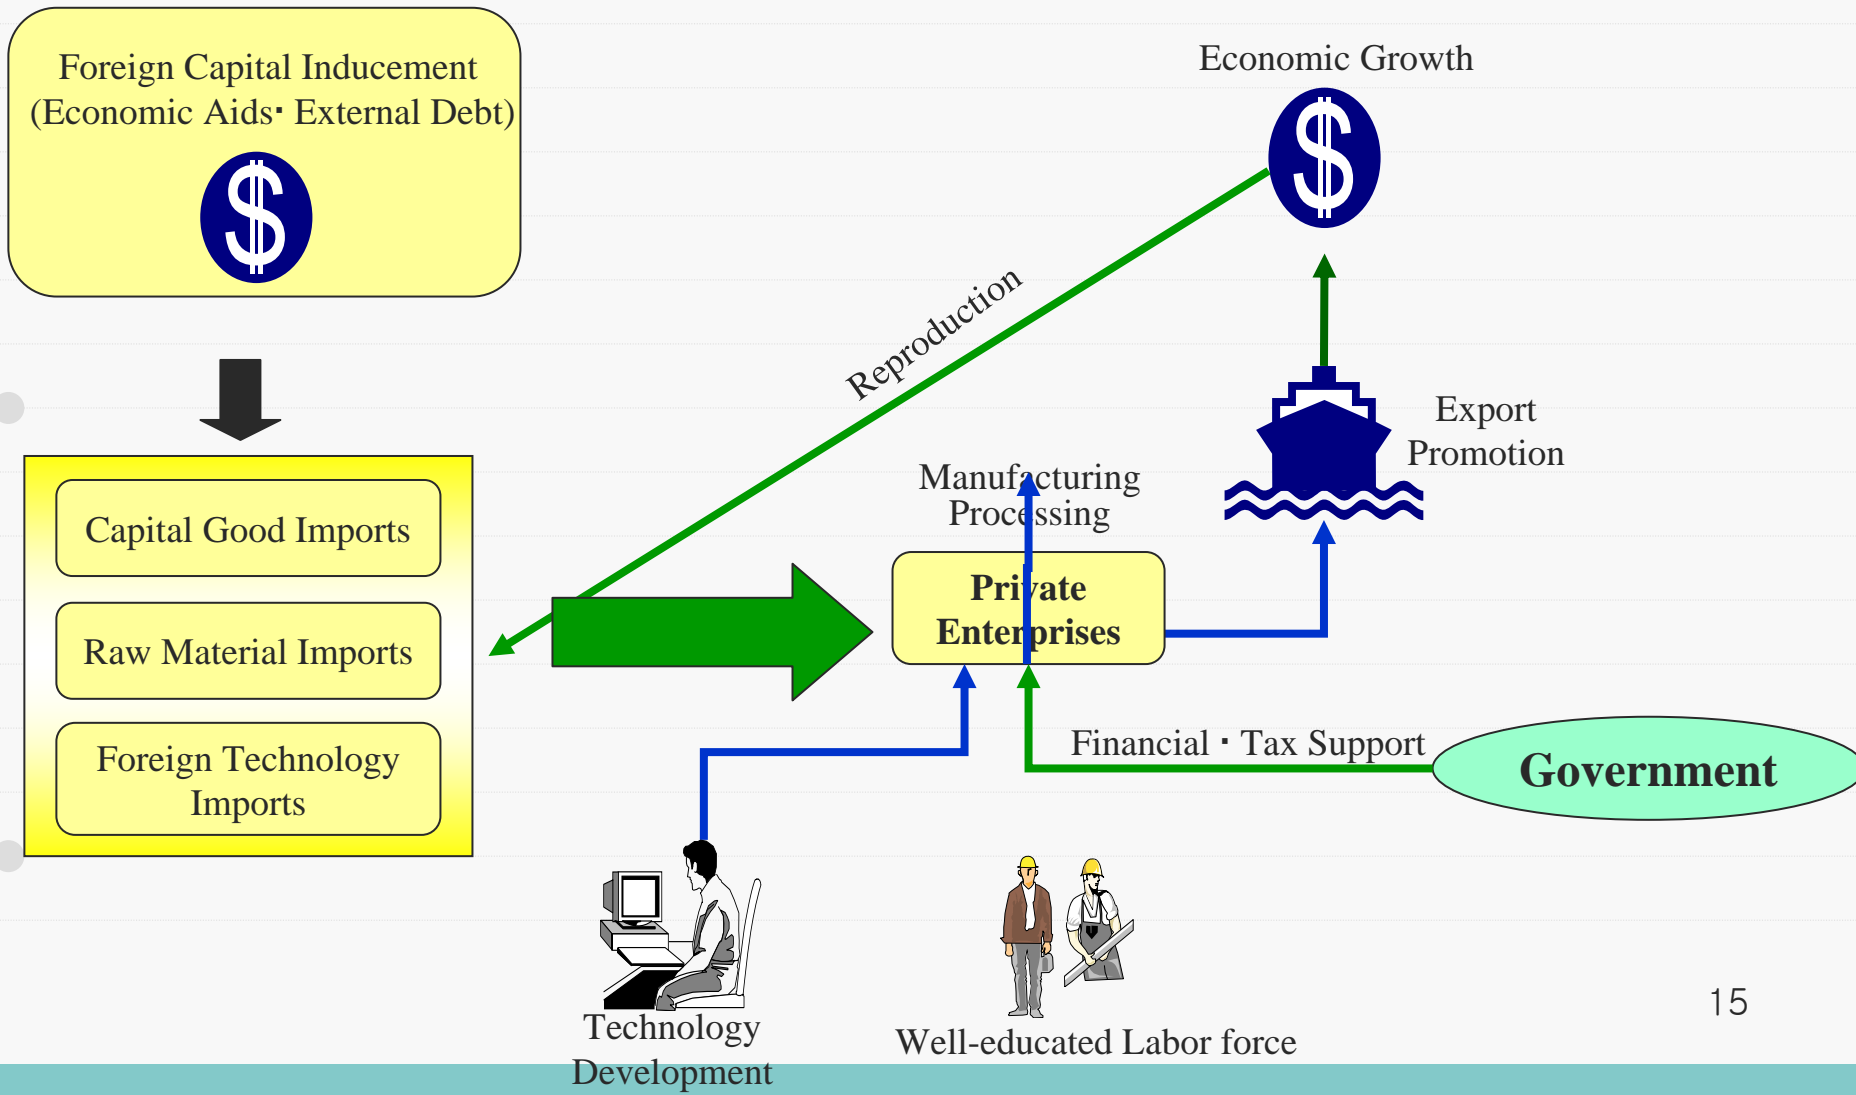 Foreign Capital Inducement
(Economic Aids· External Debt)
$
Economic Growth
$
Reproduction
Export
Promotion
Capital Good Imports
Raw Material Imports
Foreign Technology
Imports
Manufacturing
Processing
Private
Enterprises
Financial · Tax Support
Government
Technology
Development
Well-educated Labor force
15